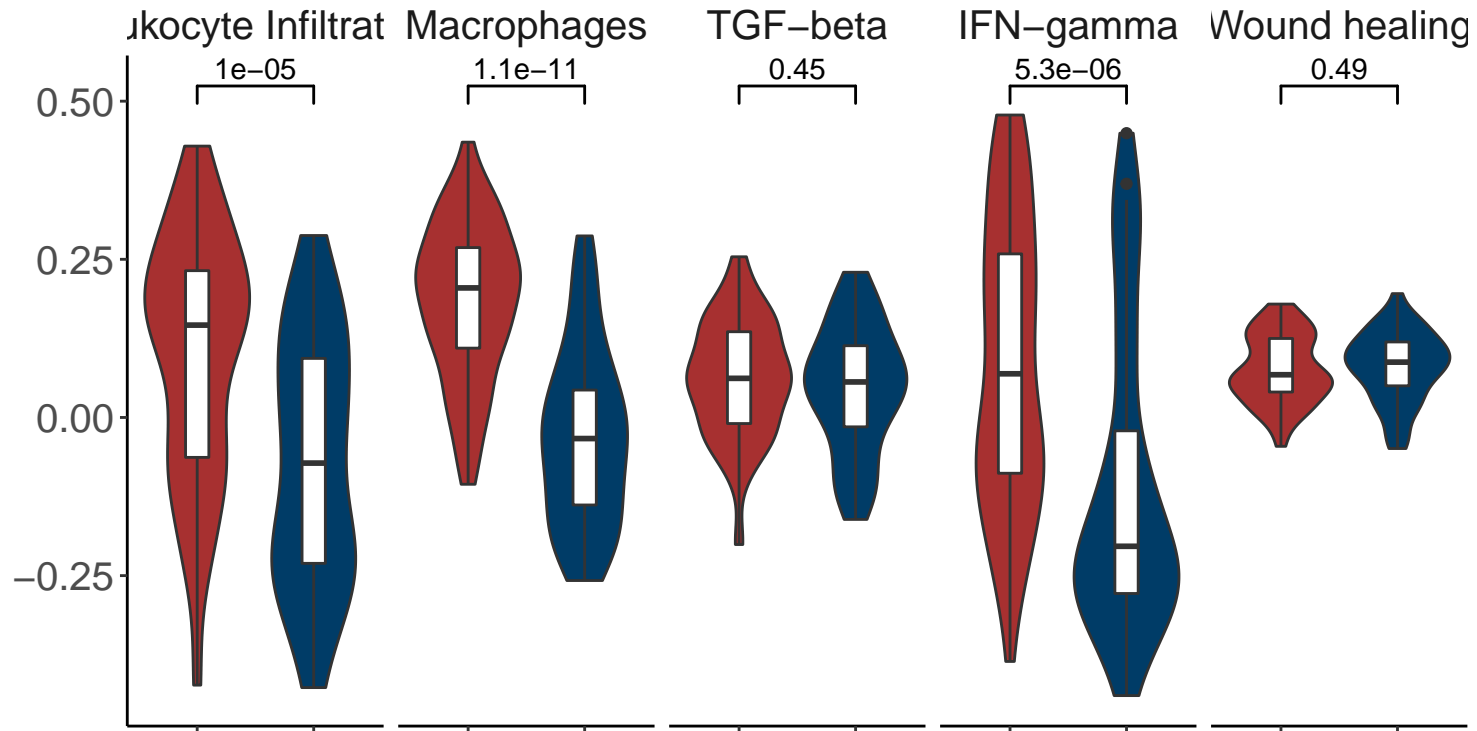 ukocyte Infiltrat Macrophages TGF−beta IFN−gamma Wound healing
1e−05 1.1e−11 0.45 5.3e−06 0.49
0.50
0.25
0.00
−0.25